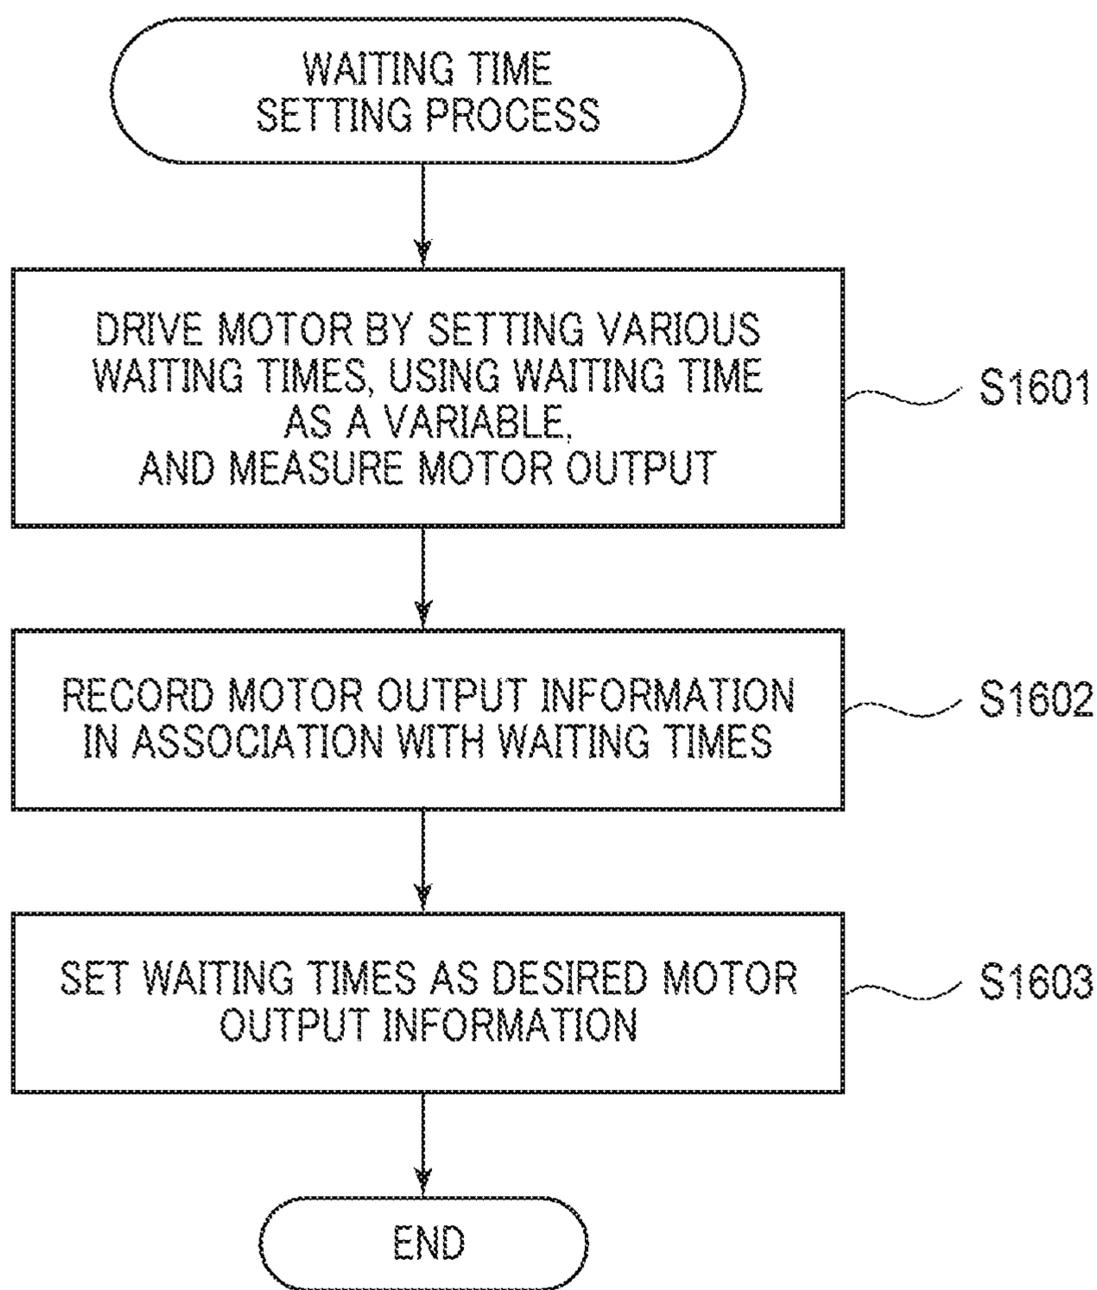 WAITING TIME
SETTING PROCESS
DRIVE MOTOR BY SETTING VARIOUS
WAITING TIMES, USING WAITING TIME
AS A VARIABLE,
AND MEASURE MOTOR OUTPUT
S1601
RECORD MOTOR OUTPUT INFORMATION
IN ASSOCIATION WITH WAITING TIMES
S1602
SET WAITING TIMES AS DESIRED MOTOR
OUTPUT INFORMATION
S1603
END